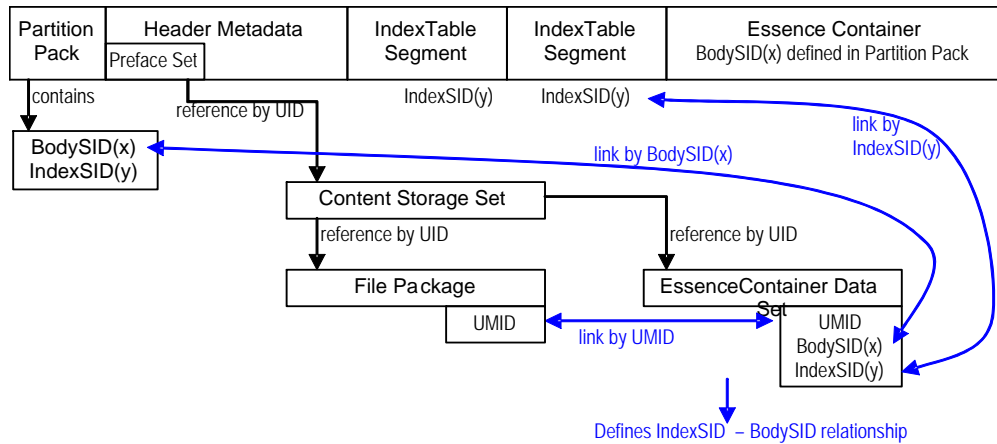 Partition
Pack
Header Metadata
Preface Set
IndexTable
Segment
IndexTable
Segment
Essence Container
BodySID(x) defined in Partition Pack
contains
reference by UID
IndexSID(y)
IndexSID(y)
link by
IndexSID(y)
BodySID(x)
IndexSID(y)
link by BodySID(x)
Content Storage Set
reference by UID
reference by UID
File Package
EssenceContainer Data
Set
UMID
link by UMID
UMID
BodySID(x)
IndexSID(y)
Defines IndexSID – BodySID relationship